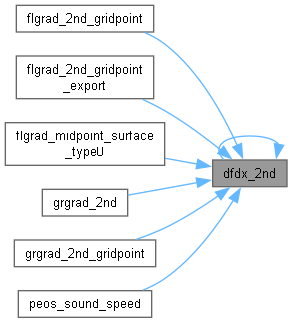 flgrad_2nd_gridpoint
flgrad_2nd_gridpoint
_export
flgrad_midpoint_surface
_typeU
dfdx_2nd
grgrad_2nd
grgrad_2nd_gridpoint
peos_sound_speed